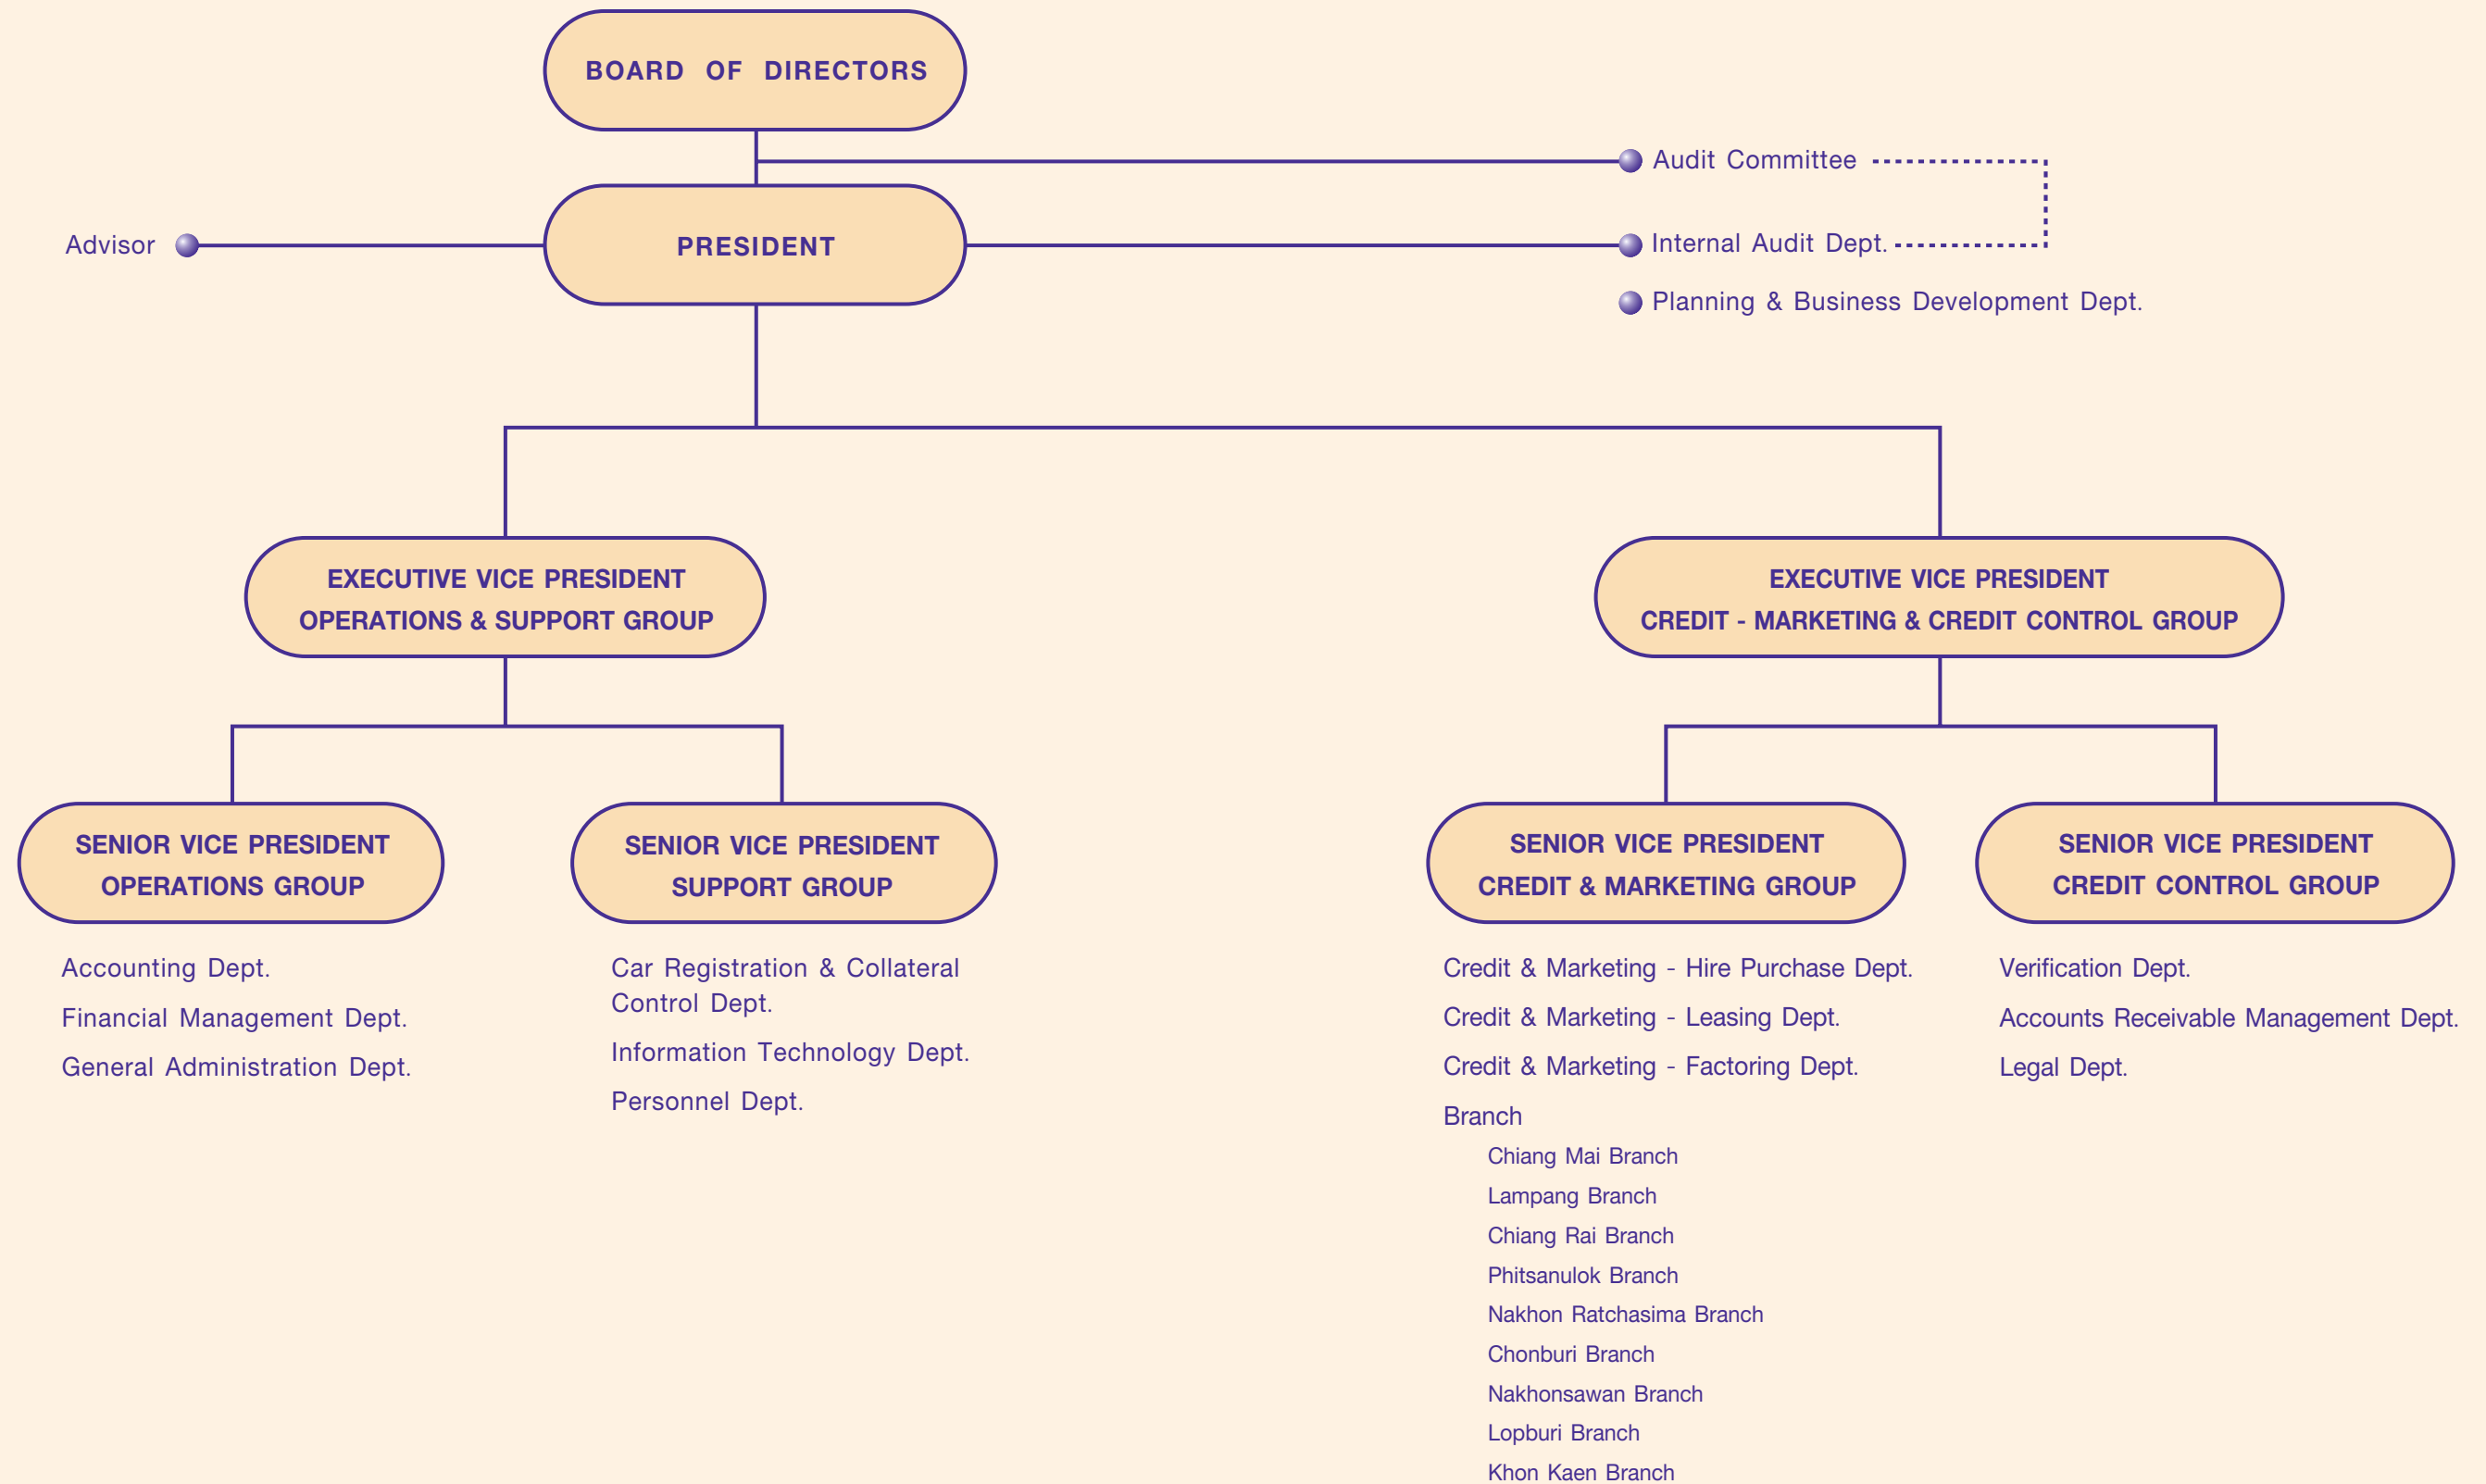 BOARD OF DIRECTORS
Audit Committee
Advisor
PRESIDENT
Internal Audit Dept.
Planning & Business Development Dept.
EXECUTIVE VICE PRESIDENT
OPERATIONS & SUPPORT GROUP
EXECUTIVE VICE PRESIDENT
CREDIT - MARKETING & CREDIT CONTROL GROUP
SENIOR VICE PRESIDENT
OPERATIONS GROUP
Accounting Dept.
Financial Management Dept.
General Administration Dept.
SENIOR VICE PRESIDENT
SUPPORT GROUP
Car Registration & Collateral
Control Dept.
Information Technology Dept.
Personnel Dept.
SENIOR VICE PRESIDENT
CREDIT & MARKETING GROUP
Credit & Marketing - Hire Purchase Dept.
Credit & Marketing - Leasing Dept.
Credit & Marketing - Factoring Dept.
Branch
Chiang Mai Branch
Lampang Branch
Chiang Rai Branch
Phitsanulok Branch
Nakhon Ratchasima Branch
Chonburi Branch
Nakhonsawan Branch
Lopburi Branch
Khon Kaen Branch
SENIOR VICE PRESIDENT
CREDIT CONTROL GROUP
Verification Dept.
Accounts Receivable Management Dept.
Legal Dept.